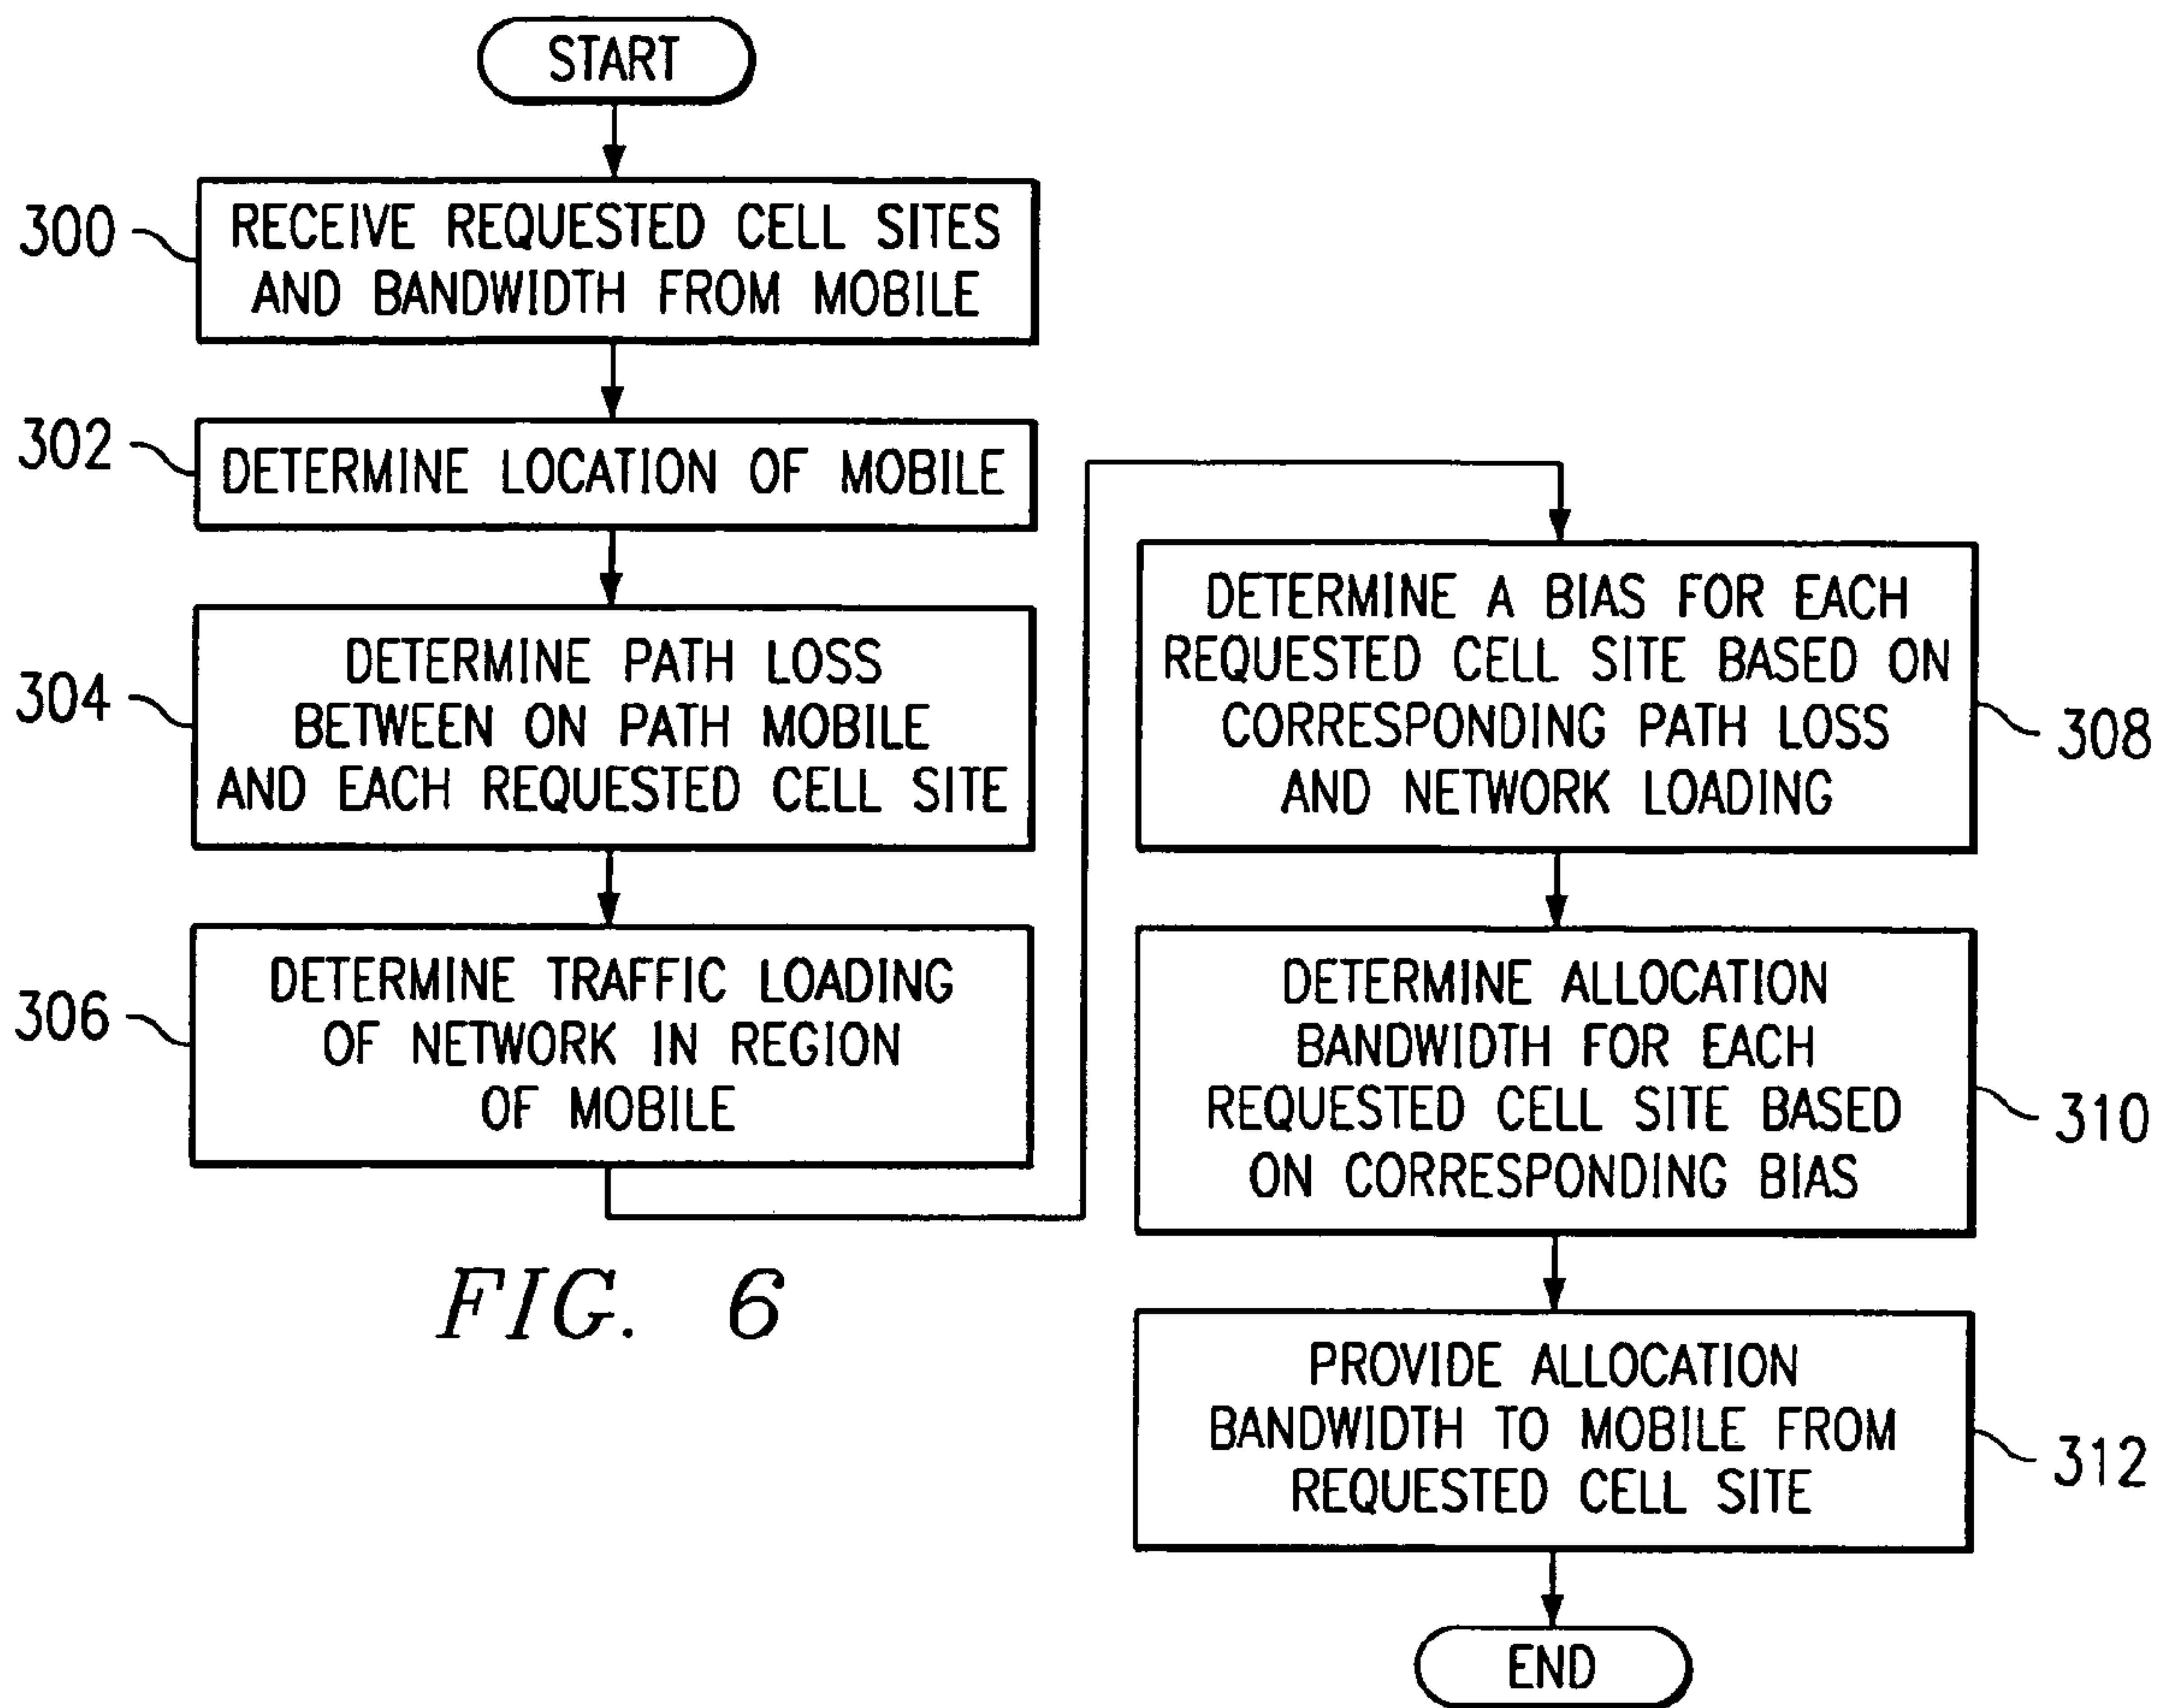 START
300
RECEIVE REQUESTED CELL SITES
AND BANDWIDTH FROM MOBILE
302
DETERMINE LOCATION OF MOBILE
304
DETERMINE PATH LOSS
BETWEEN ON PATH MOBILE
AND EACH REQUESTED CELL SITE
306
DETERMINE TRAFFIC LOADING
OF NETWORK IN REGION
OF MOBILE
DETERMINE A BIAS FOR EACH
REQUESTED CELL SITE BASED ON
CORRESPONDING PATH LOSS
AND NETWORK LOADING
308
DETERMINE ALLOCATION
BANDWIDTH FOR EACH
REQUESTED CELL SITE BASED
ON CORRESPONDING BIAS
310
PROVIDE ALLOCATION
BANDWIDTH TO MOBILE FROM
REQUESTED CELL SITE
312
END
FIG. 6